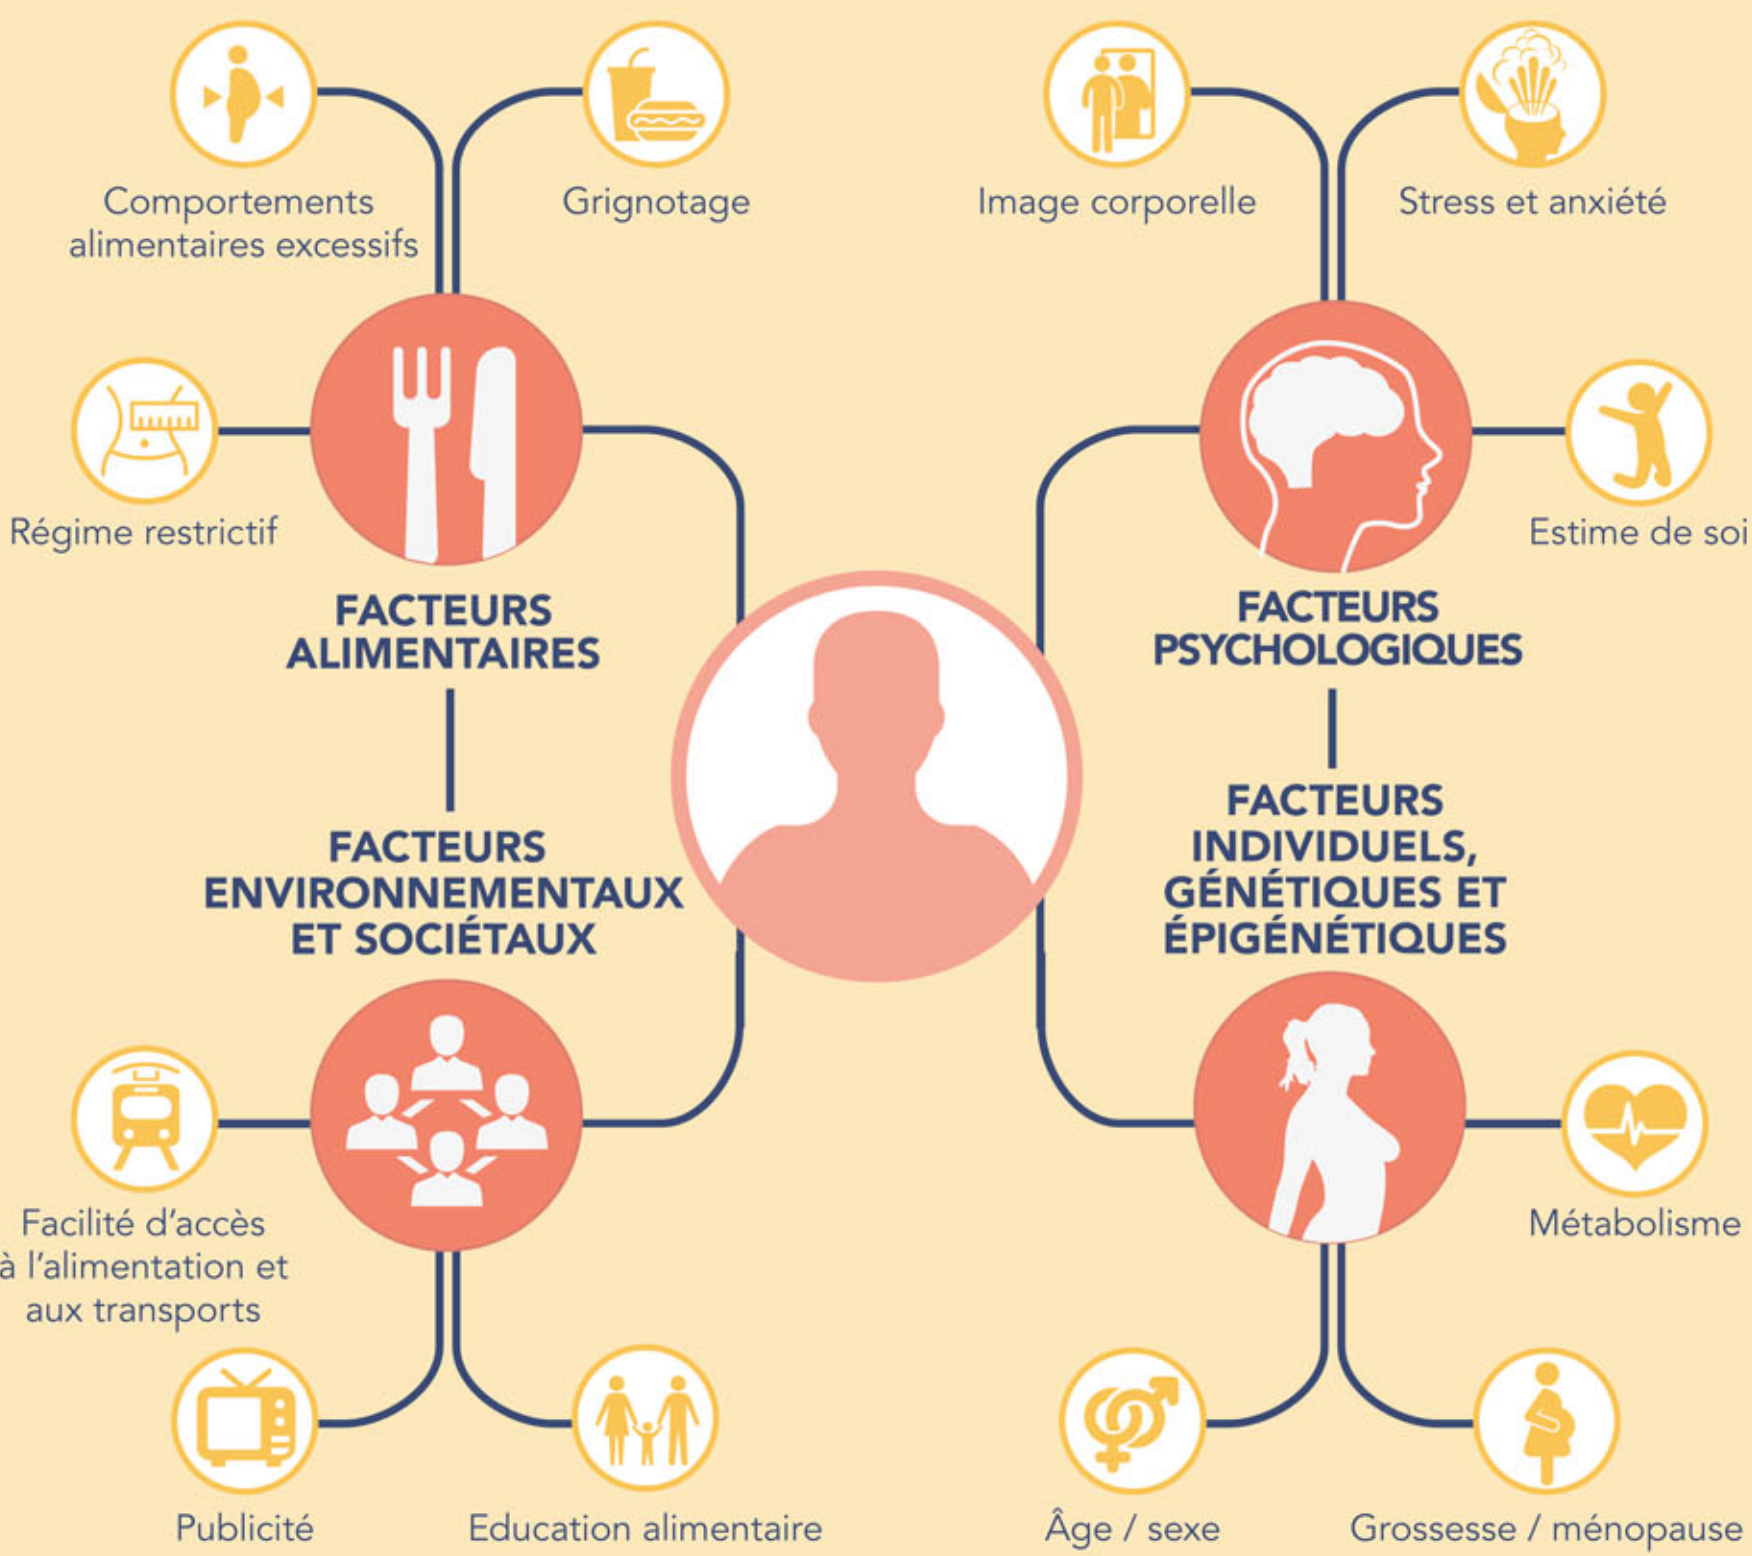 Comportements
alimentaires excessifs
Grignotage
Image corporelle
Stress et anxiété
Régime restrictif
Estime de soi
FACTEURS
ALIMENTAIRES
FACTEURS
PSYCHOLOGIQUES
FACTEURS
ENVIRONNEMENTAUX
ET SOCIÉTAUX
FACTEURS
INDIVIDUELS,
GÉNÉTIQUES ET
ÉPIGÉNÉTIQUES
Facilité d'accès
à l'alimentation et
aux transports
Métabolisme
Publicité
Education alimentaire
Âge / sexe
Grossesse / ménopause